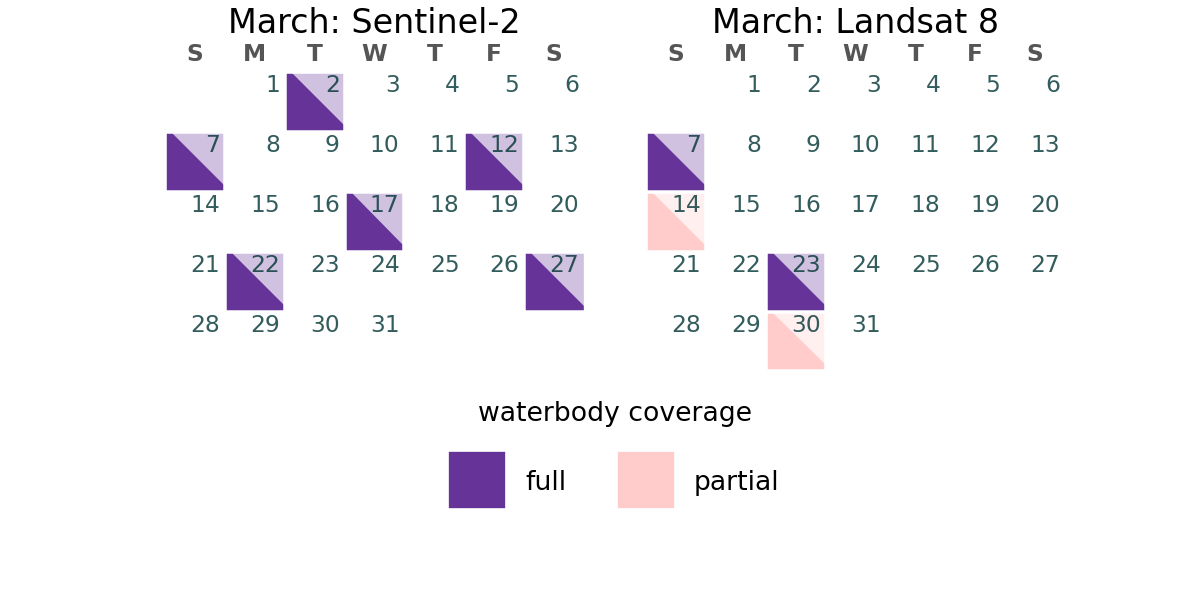 March: Sentinel-2
S M T W T F S
1 2 3 4 5 6
7 8 9 10 11 12 13
14 15 16 17 18 19 20
21 22 23 24 25 26 27
28 29 30 31
March: Landsat 8
S M T W T F S
1 2 3 4 5 6
7 8 9 10 11 12 13
14 15 16 17 18 19 20
21 22 23 24 25 26 27
28 29 30 31
waterbody coverage
full partial